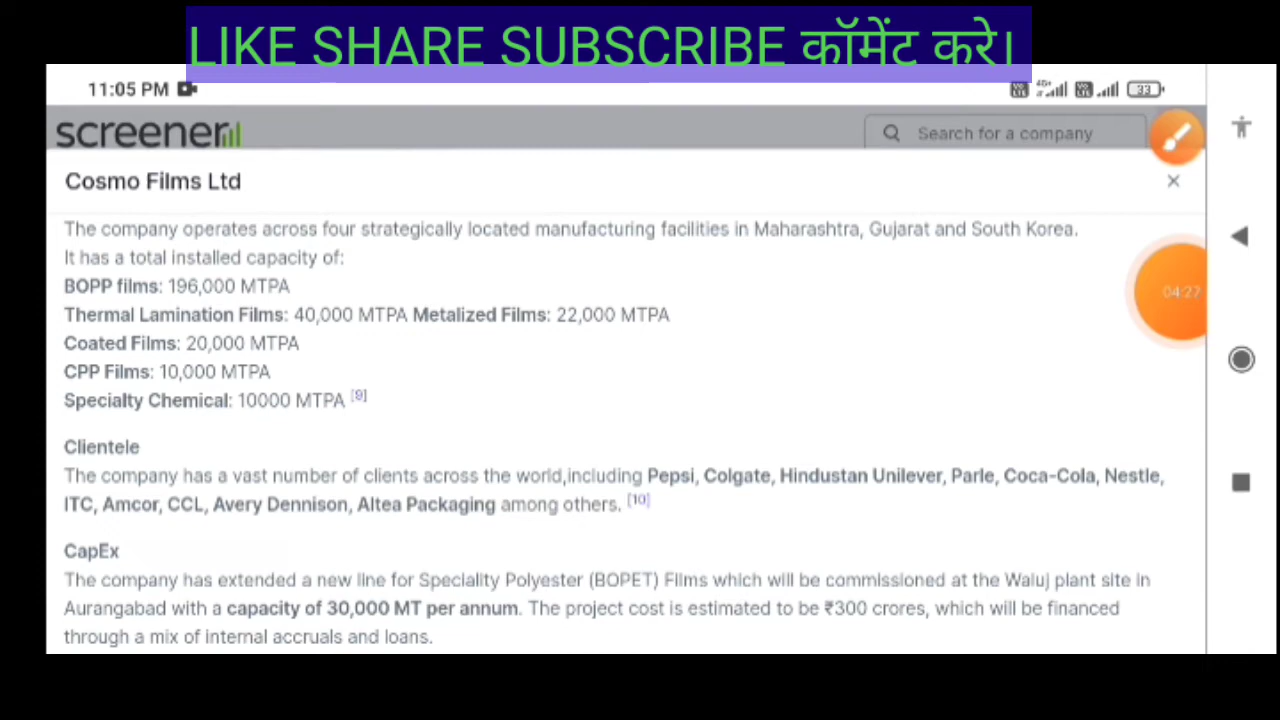 LIKE SHARE SUBSCRIBE कॉमेंट करे।
11:05 PM
33
screener
Search for a company
Cosmo Films Ltd
The company operates across four strategically located manufacturing facilities in Maharashtra, Gujarat and South Korea.
04:27
It has a total installed capacity of:
BOPP films: 196,000 MTPA
Thermal Lamination Films: 40,000 MTPA Metalized Films: 22,000 MTPA
Coated Films: 20,000 MTPA
CPP Films: 10,000 MTPA
Specialty Chemical: 10000 MTPA [9]
Clientele
The company has a vast number of clients across the world,including Pepsi, Colgate, Hindustan Unilever, Parle, Coca-Cola, Nestle,
ITC, Amcor, CCL, Avery Dennison, Altea Packaging among others. [10]
CapEx
The company has extended a new line for Speciality Polyester (BOPET) Films which will be commissioned at the Waluj plant site in
Aurangabad with a capacity of 30,000 MT per annum. The project cost is estimated to be ₹300 crores, which will be financed
through a mix of internal accruals and loans.